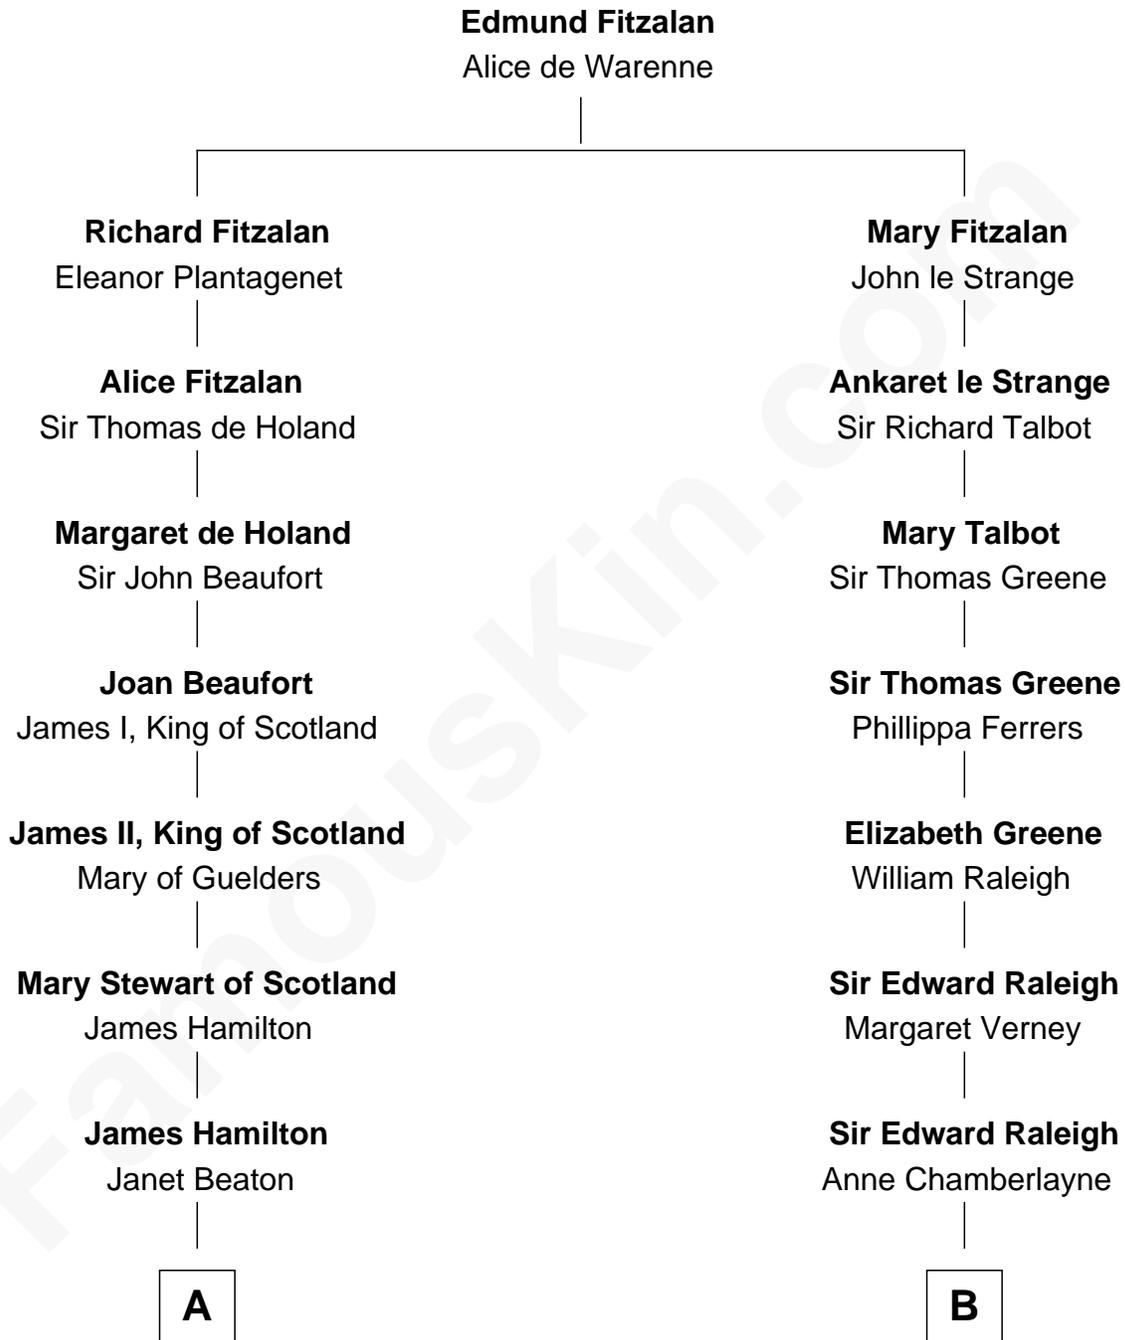 Edmund Fitzalan
Alice de Warenne
Richard Fitzalan
Eleanor Plantagenet
Mary Fitzalan
John le Strange
Alice Fitzalan
Sir Thomas de Holand
Ankaret le Strange
Sir Richard Talbot
Margaret de Holand
Sir John Beaufort
Mary Talbot
Sir Thomas Greene
Joan Beaufort
James I, King of Scotland
Sir Thomas Greene
Phillippa Ferrers
James II, King of Scotland
Mary of Guelders
Elizabeth Greene
William Raleigh
Mary Stewart of Scotland
James Hamilton
Sir Edward Raleigh
Margaret Verney
James Hamilton
Janet Beaton
Sir Edward Raleigh
Anne Chamberlayne
A
B
FamousKin.com